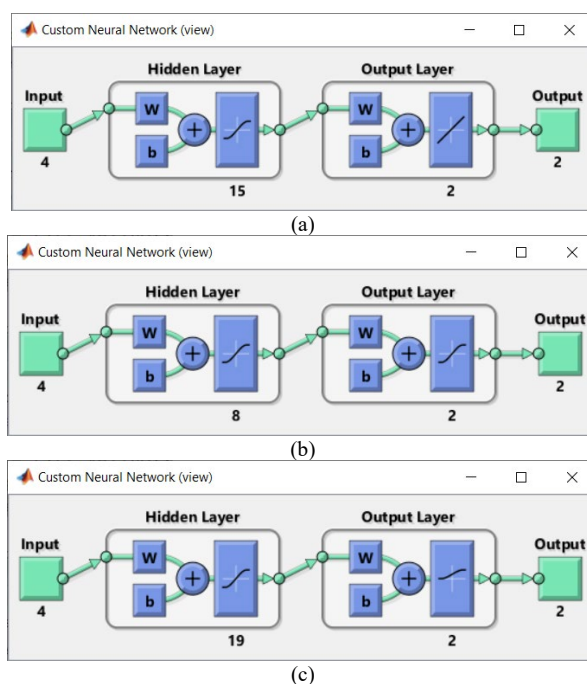 Custom Neural Network (view)
Hidden Layer Output Layer
Input Output
W W
b b
4 15 2 2
(a)
Custom Neural Network (view)
Hidden Layer Output Layer
Input Output
W W
b b
4 8 2 2
(b)
Custom Neural Network (view)
Hidden Layer Output Layer
Input Output
W W
b b
4 19 2 2
(c)